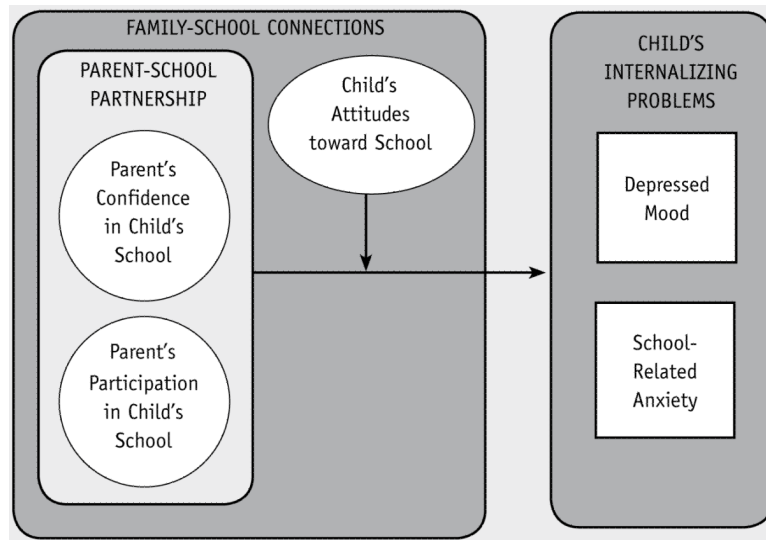 FAMILY-SCHOOL CONNECTIONS
PARENT-SCHOOL
PARTNERSHIP
Parent's
Confidence
in Child's
School
Parent's
Participation
in Child's
School
Child's
Attitudes
toward School
CHILD'S
INTERNALIZING
PROBLEMS
Depressed
Mood
School-
Related
Anxiety